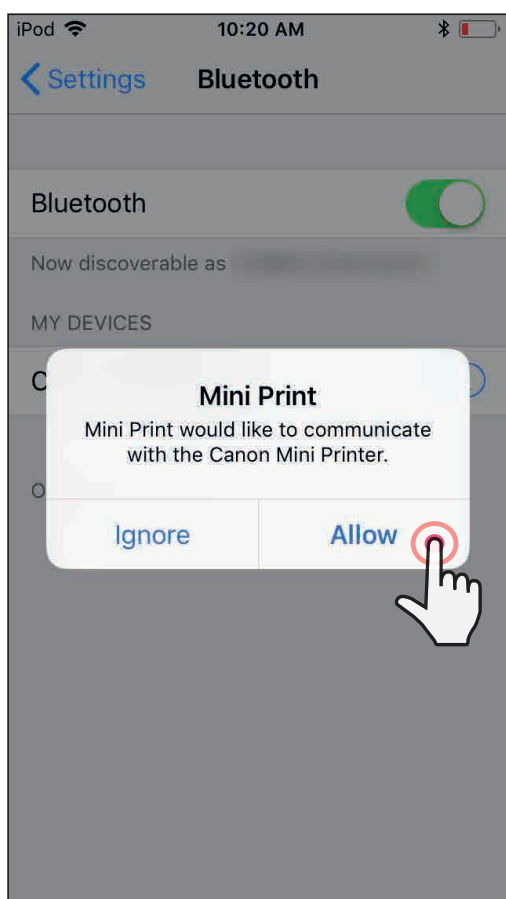 iPod 10:20 AM
Settings Bluetooth
Bluetooth
Now discoverable as
MY DEVICES
C
Mini Print
Mini Print would like to communicate
with the Canon Mini Printer.
O
Ignore Allow